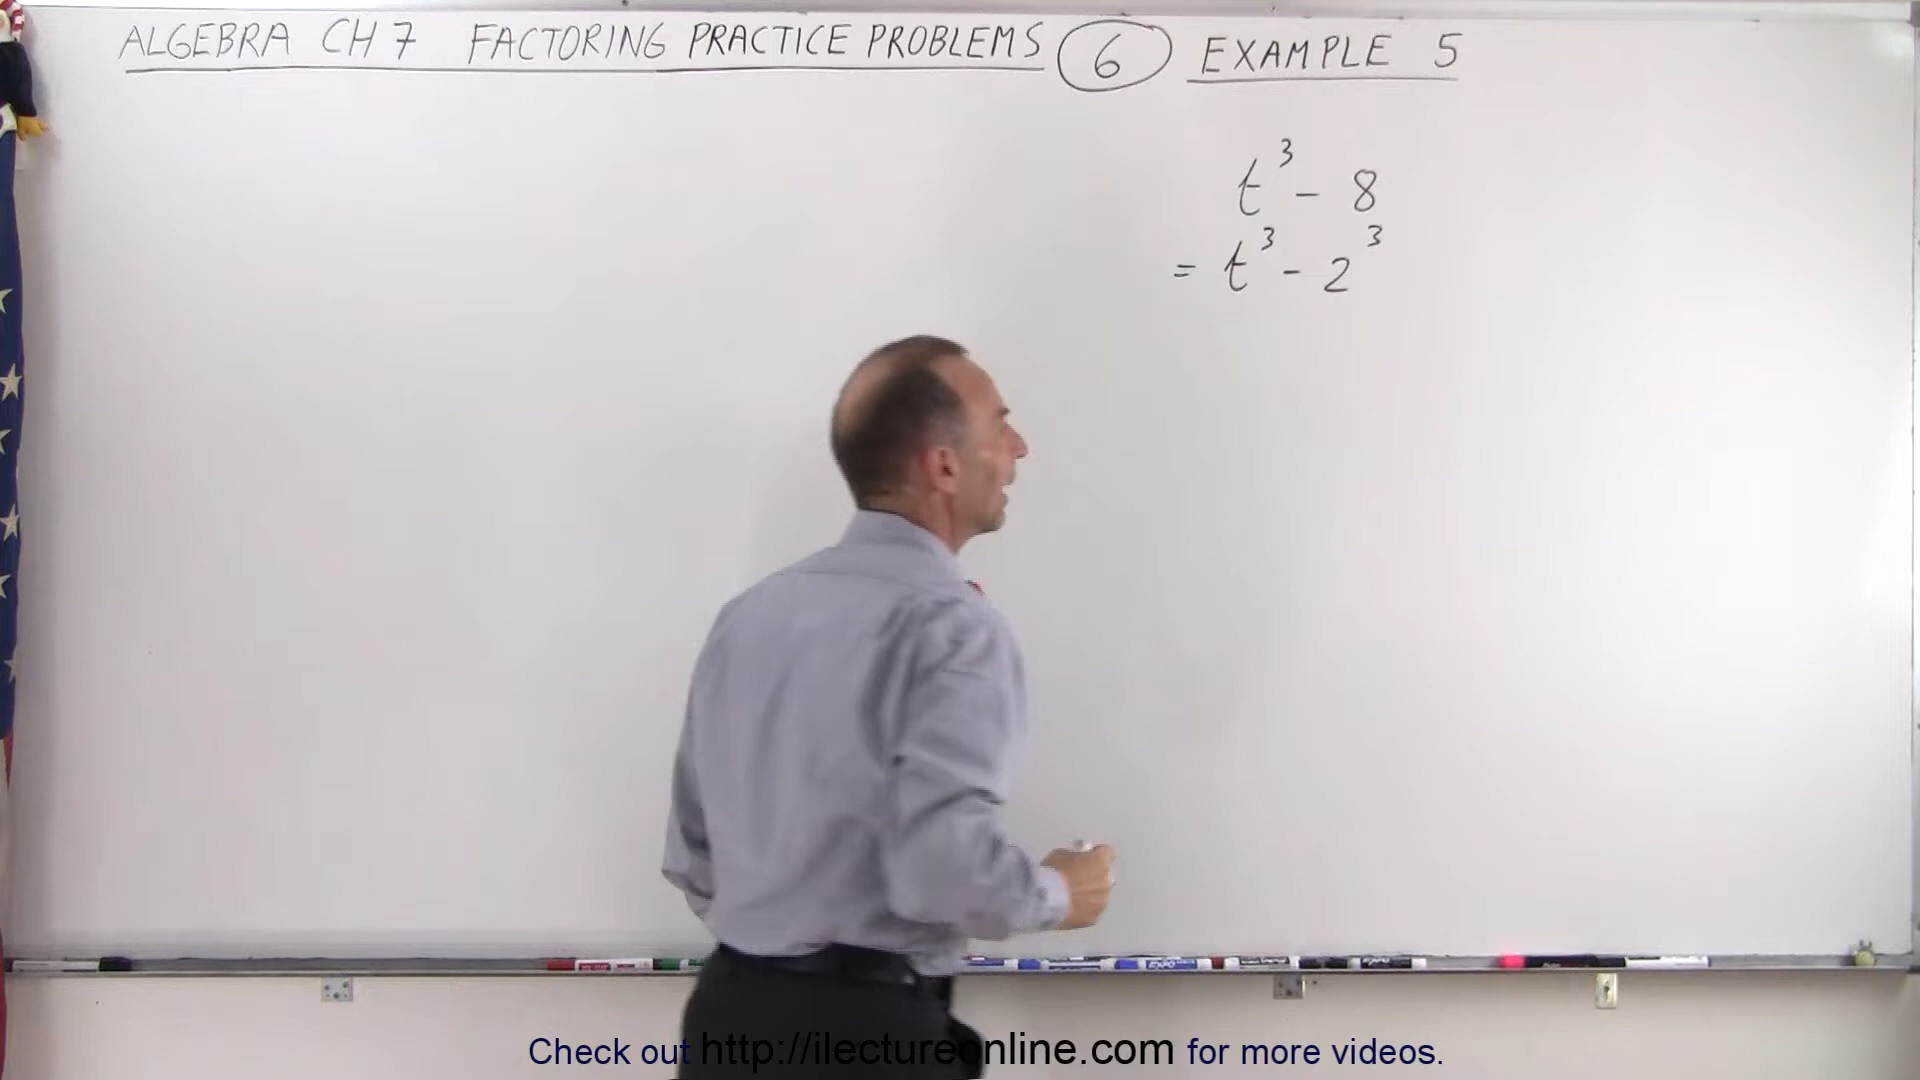 ALGEBRA CH 7 FACTORING PRACTICE PROBLEMS 6 EXAMPLE 5
t³ - 8
= t³ - 2³
EXPO
Check out http://ilectureonline.com for more videos.